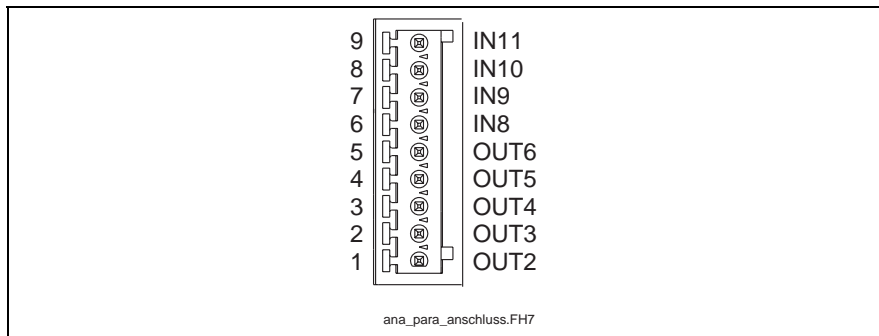 9 IN11
8 IN10
7 IN9
6 IN8
5 OUT6
4 OUT5
3 OUT4
2 OUT3
1 OUT2
ana_para_anschluss.FH7